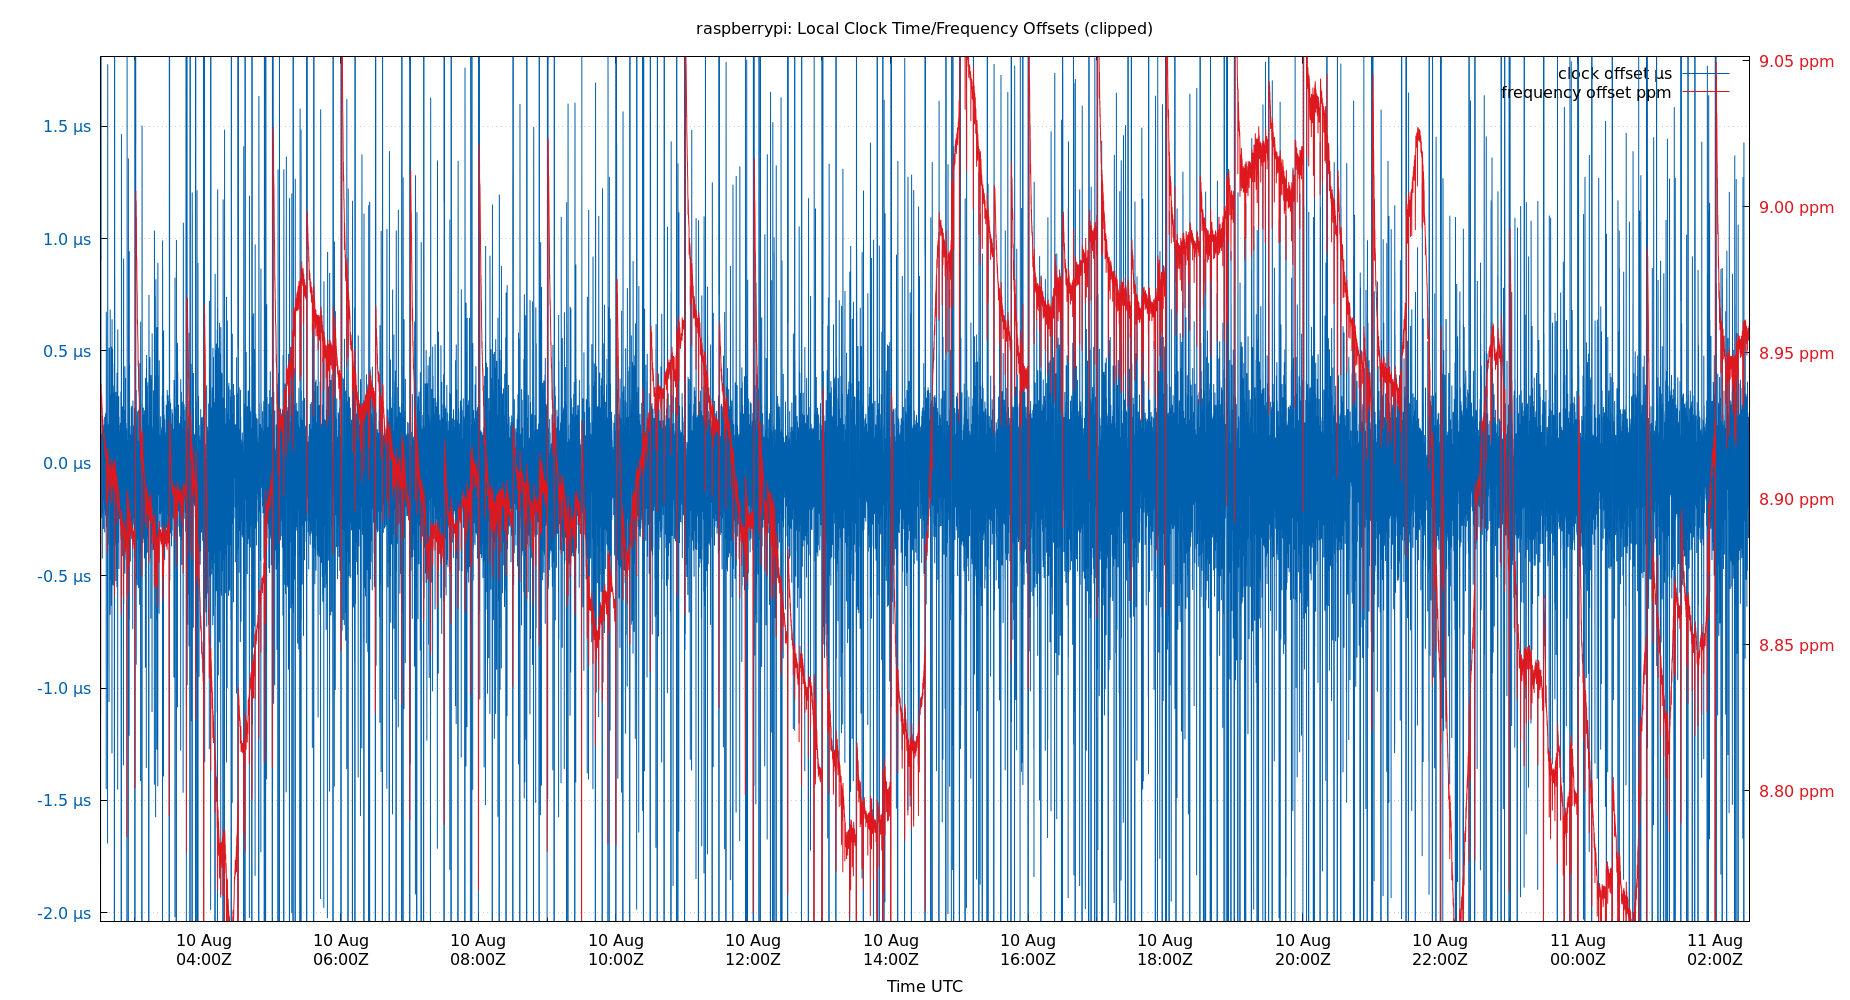 raspberrypi: Local Clock Time/Frequency Offsets (clipped)
clock offset µs
frequency offset ppm
1.5 µs
1.0 µs
0.5 µs
0.0 µs
-0.5 µs
-1.0 µs
-1.5 µs
-2.0 µs
9.05 ppm
9.00 ppm
8.95 ppm
8.90 ppm
8.85 ppm
8.80 ppm
10 Aug 10 Aug 10 Aug 10 Aug 10 Aug 10 Aug 10 Aug 10 Aug 10 Aug 10 Aug 11 Aug 11 Aug
04:00Z 06:00Z 08:00Z 10:00Z 12:00Z 14:00Z 16:00Z 18:00Z 20:00Z 22:00Z 00:00Z 02:00Z
Time UTC